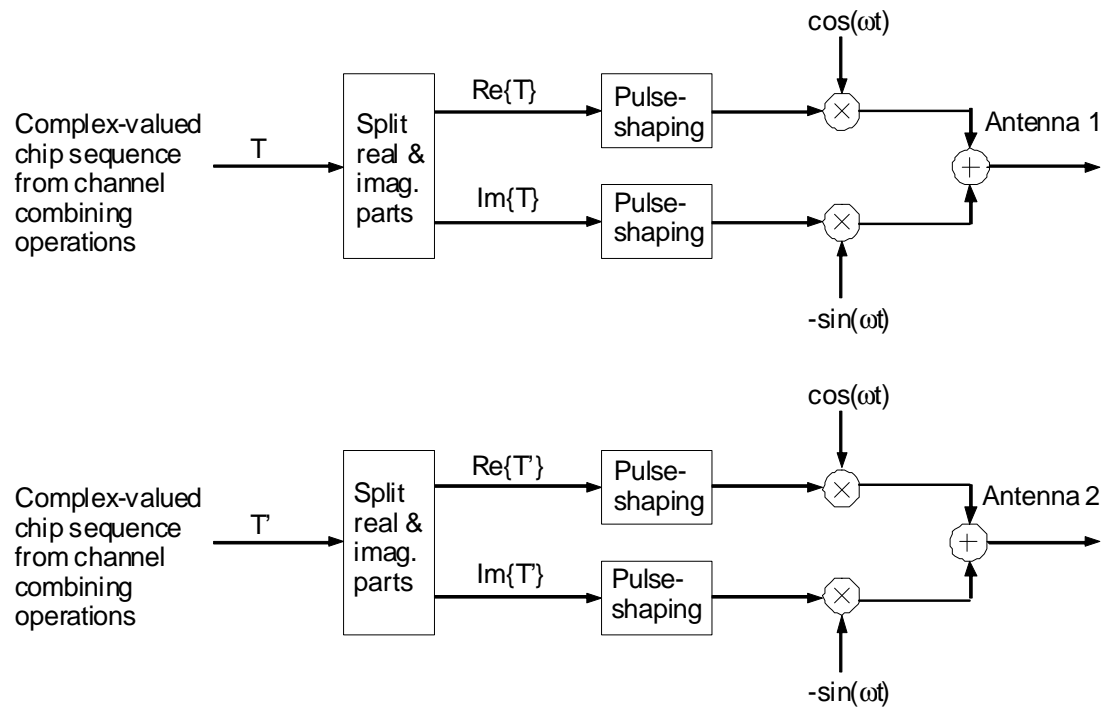 cos(ωt)
Complex-valued
chip sequence
from channel
combining
operations
T
Split
real &
imag.
parts
Re{T}
Pulse-
shaping
Im{T}
Pulse-
shaping
Antenna 1
-sin(ωt)
cos(ωt)
Complex-valued
chip sequence
from channel
combining
operations
T'
Split
real &
imag.
parts
Re{T'}
Pulse-
shaping
Im{T'}
Pulse-
shaping
Antenna 2
-sin(ωt)